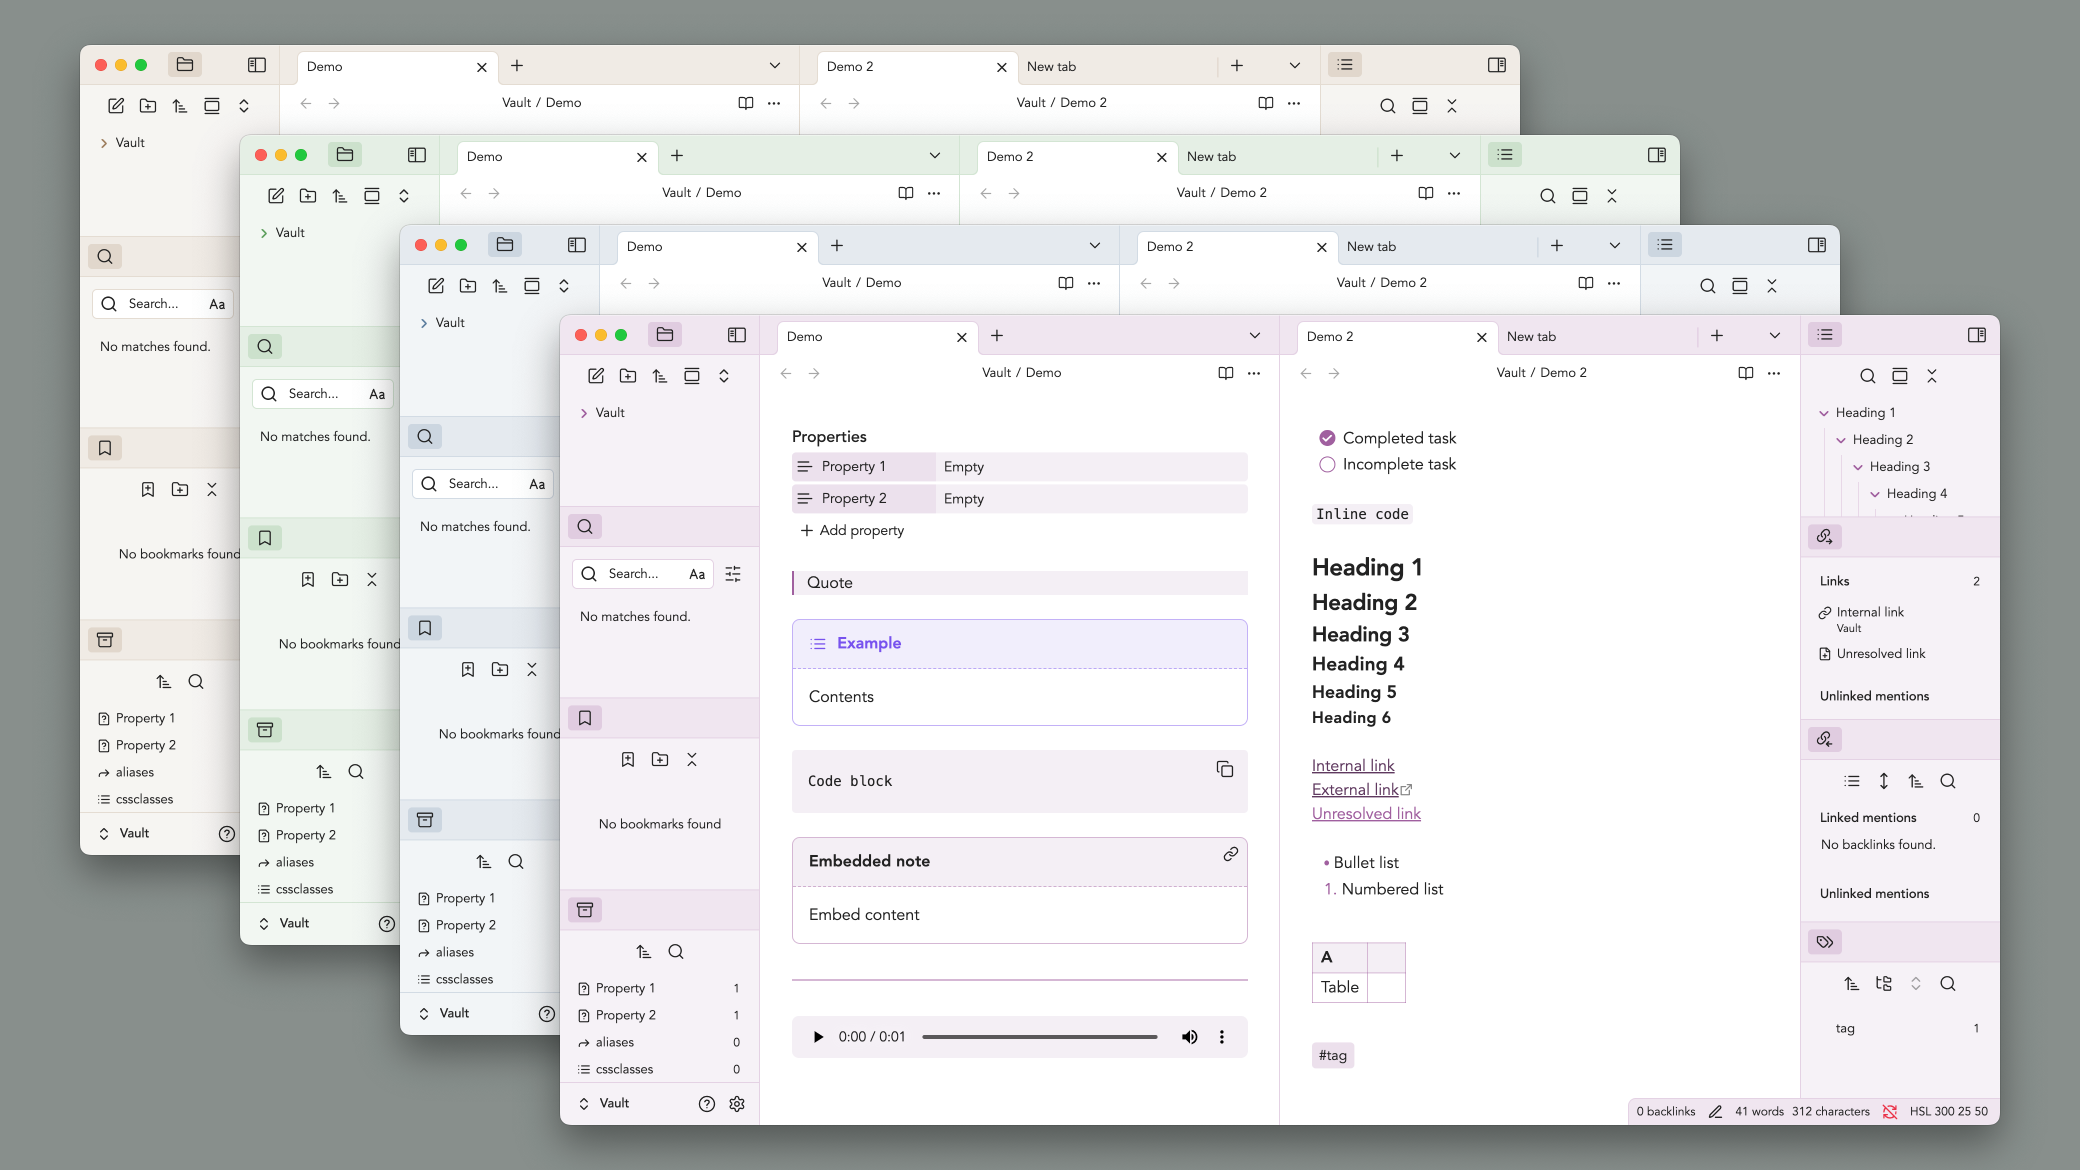 Demo
Demo 2
New tab
Vault / Demo
Vault / Demo 2
Vault
Search...
Aa
No matches found.
No bookmarks found
Property 1
Property 2
aliases
cssclasses
Vault
Demo
Demo 2
New tab
Vault / Demo
Vault / Demo 2
Vault
Search...
Aa
No matches found.
No bookmarks found
Property 1
Property 2
aliases
cssclasses
Vault
Demo
Demo 2
New tab
Vault / Demo
Vault / Demo 2
Vault
Search...
Aa
No matches found.
No bookmarks found
Property 1
Property 2
aliases
cssclasses
Vault
Demo
Demo 2
New tab
Vault / Demo
Vault / Demo 2
Vault
Search...
Aa
No matches found.
No bookmarks found
Property 1 1
Property 2 1
aliases 0
cssclasses 0
Vault
Properties
Property 1 Empty
Property 2 Empty
Add property
Quote
Example
Contents
Code block
Embedded note
Embed content
0:00 / 0:01
Completed task
Incomplete task
Inline code
Heading 1
Heading 2
Heading 3
Heading 4
Heading 5
Heading 6
Internal link
External link
Unresolved link
• Bullet list
1. Numbered list
A
Table
#tag
Heading 1
Heading 2
Heading 3
Heading 4
Links 2
Internal link
Vault
Unresolved link
Unlinked mentions
Linked mentions 0
No backlinks found.
Unlinked mentions
tag 1
0 backlinks 41 words 312 characters HSL 300 25 50